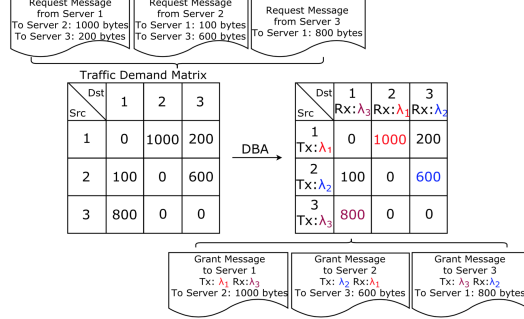 Request Message
from Server 1
To Server 2: 1000 bytes
To Server 3: 200 bytes
Request Message
from Server 2
To Server 1: 100 bytes
To Server 3: 600 bytes
Request Message
from Server 3
To Server 1: 800 bytes
Traffic Demand Matrix
Dst
Src
1 2 3
1 0 1000 200
2 100 0 600
3 800 0 0
DBA
Dst
Src
1 2 3
Rx:λ3 Rx:λ1 Rx:λ2
1
Tx:λ1 0 1000 200
2
Tx:λ2 100 0 600
3
Tx:λ3 800 0 0
Grant Message
to Server 1
Tx: λ1 Rx:λ3
To Server 2: 1000 bytes
Grant Message
to Server 2
Tx: λ2 Rx:λ1
To Server 3: 600 bytes
Grant Message
to Server 3
Tx: λ3 Rx:λ2
To Server 1: 800 bytes